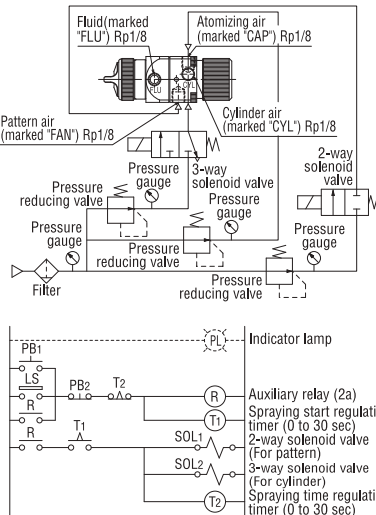 Fluid(marked
"FLU") Rp1/8
Atomizing air
(marked "CAP") Rp1/8
FLU
CYL
Pattern air
(marked "FAN") Rp1/8
Cylinder air
(marked "CYL") Rp1/8
2-way
solenoid
valve
3-way
solenoid valve
Pressure
gauge
Pressure
reducing valve
Pressure
gauge
Pressure
gauge
Pressure
reducing valve
Pressure
gauge
Filter
Pressure
reducing valve
PL
Indicator lamp
PB1
LS
PB2
T2
R
R
Auxiliary relay (2a)
T1
Spraying start regulati
timer (0 to 30 sec)
R
T1
SOL1
2-way solenoid valve
(For pattern)
SOL2
3-way solenoid valve
(For cylinder)
T2
Spraying time regulati
timer (0 to 30 sec)